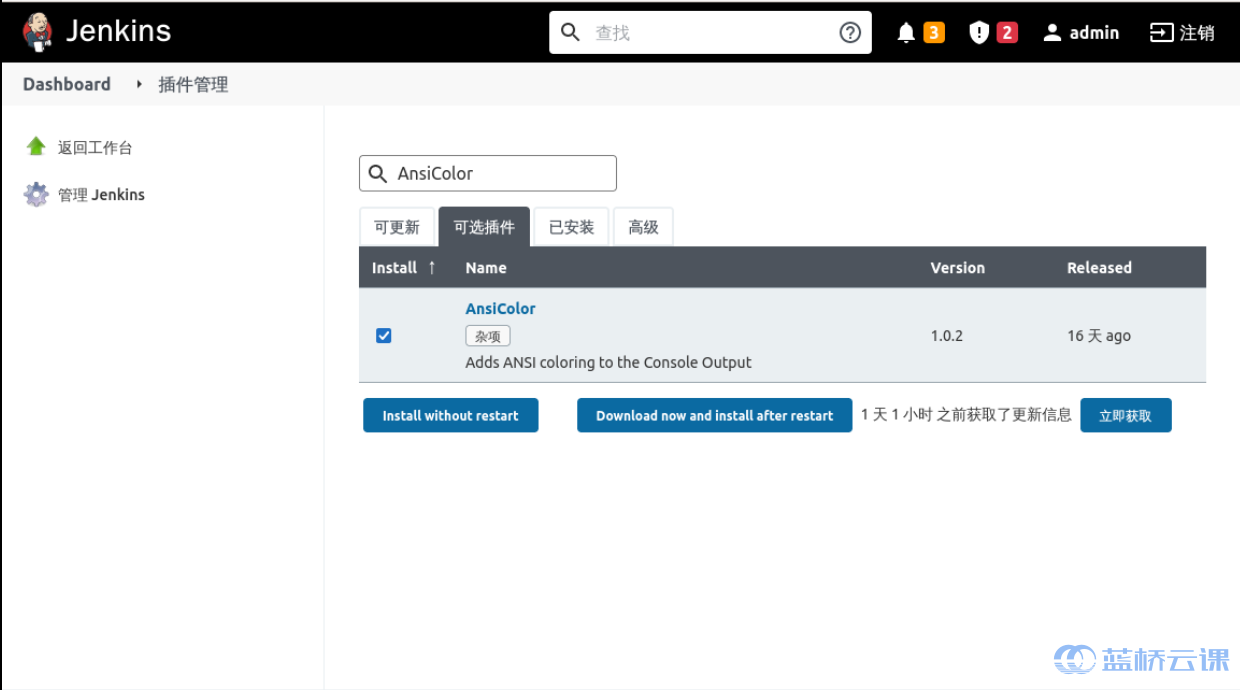 Jenkins 查找 3 2 admin 注销
Dashboard 插件管理
返回工作台
管理 Jenkins
AnsiColor
可更新 可选插件 已安装 高级
Install ↑ Name Version Released
AnsiColor
杂项 1.0.2 16 天 ago
Adds ANSI coloring to the Console Output
Install without restart Download now and install after restart 1 天 1 小时 之前获取了更新信息 立即获取
蓝桥云课